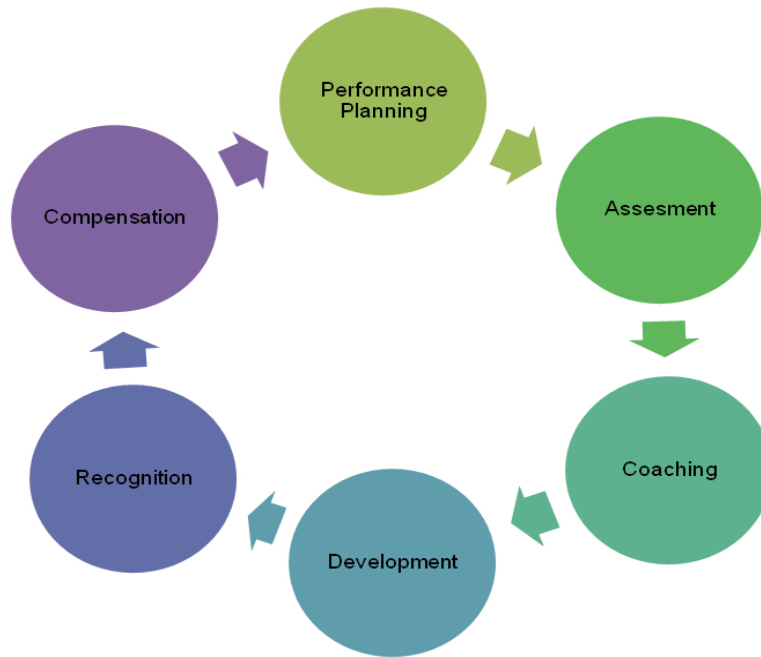 Performance
Planning
Assesment
Coaching
Development
Recognition
Compensation